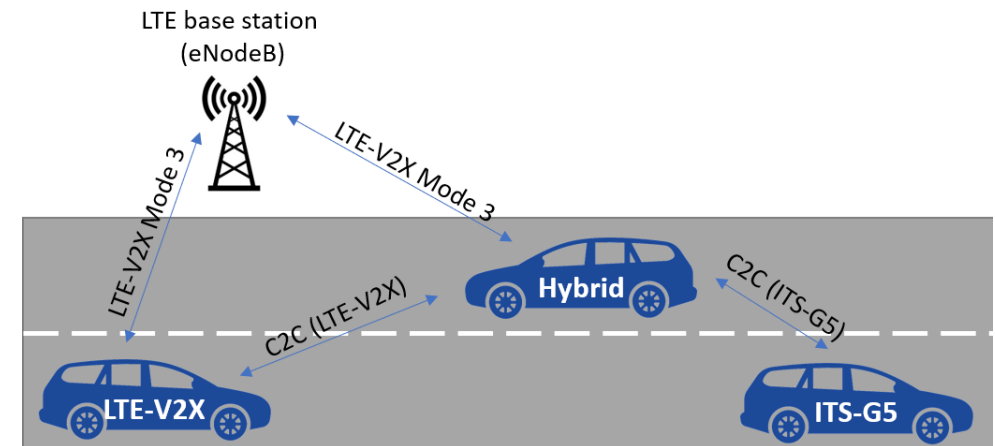 LTE base station
(eNodeB)
LTE-V2X Mode 3
LTE-V2X Mode 3
C2C (LTE-V2X)
Hybrid
C2C (ITS-G5)
LTE-V2X
ITS-G5